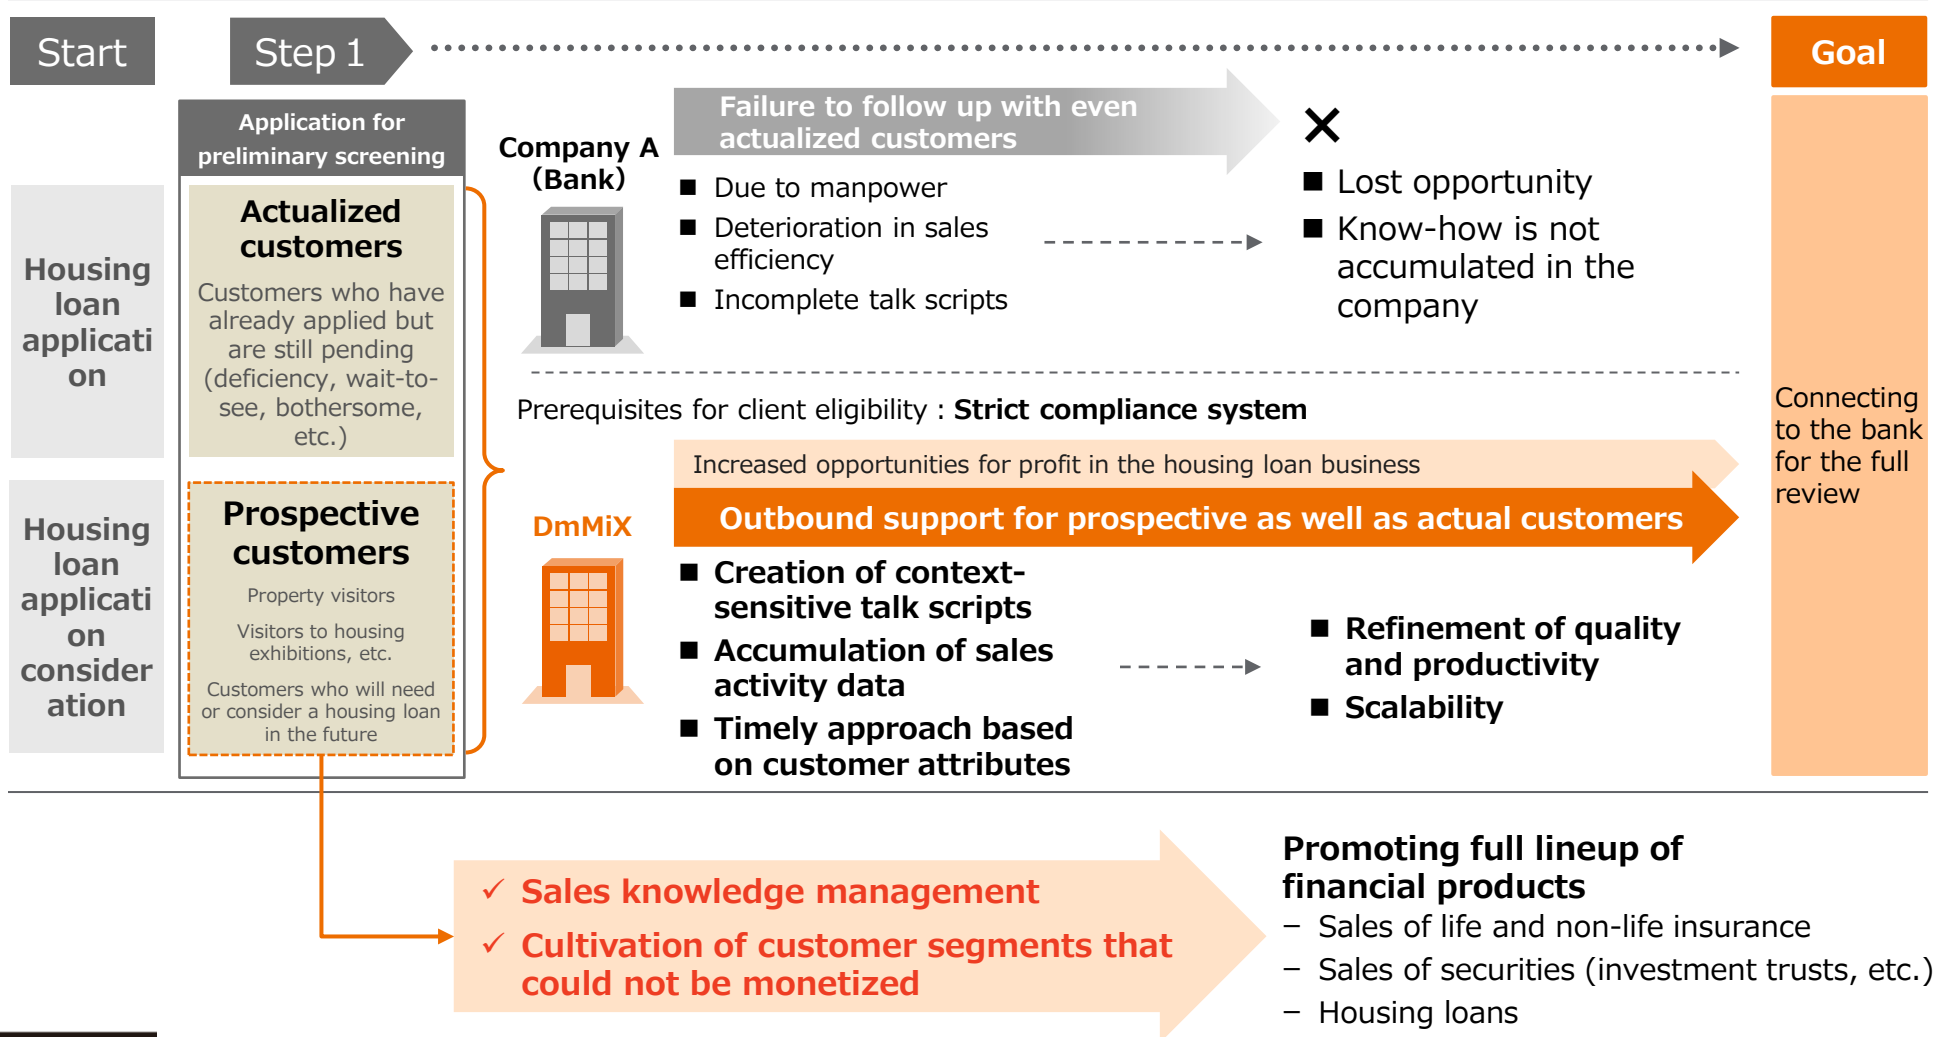 Start
Step 1
Goal
Application for
preliminary screening
Housing
loan
applicati
on
Actualized
customers
Customers who have
already applied but
are still pending
(deficiency, wait-to-
see, bothersome,
etc.)
Housing
loan
applicati
on
consider
ation
Prospective
customers
Property visitors
Visitors to housing
exhibitions, etc.
Customers who will need
or consider a housing loan
in the future
Company A
(Bank)
Failure to follow up with even
actualized customers
■ Due to manpower
■ Deterioration in sales
efficiency
■ Incomplete talk scripts
×
■ Lost opportunity
■ Know-how is not
accumulated in the
company
Prerequisites for client eligibility : Strict compliance system
Increased opportunities for profit in the housing loan business
Outbound support for prospective as well as actual customers
DmMiX
■ Creation of context-
sensitive talk scripts
■ Accumulation of sales
activity data
■ Timely approach based
on customer attributes
■ Refinement of quality
and productivity
■ Scalability
Connecting
to the bank
for the full
review
✓ Sales knowledge management
✓ Cultivation of customer segments that
could not be monetized
Promoting full lineup of
financial products
– Sales of life and non-life insurance
– Sales of securities (investment trusts, etc.)
– Housing loans